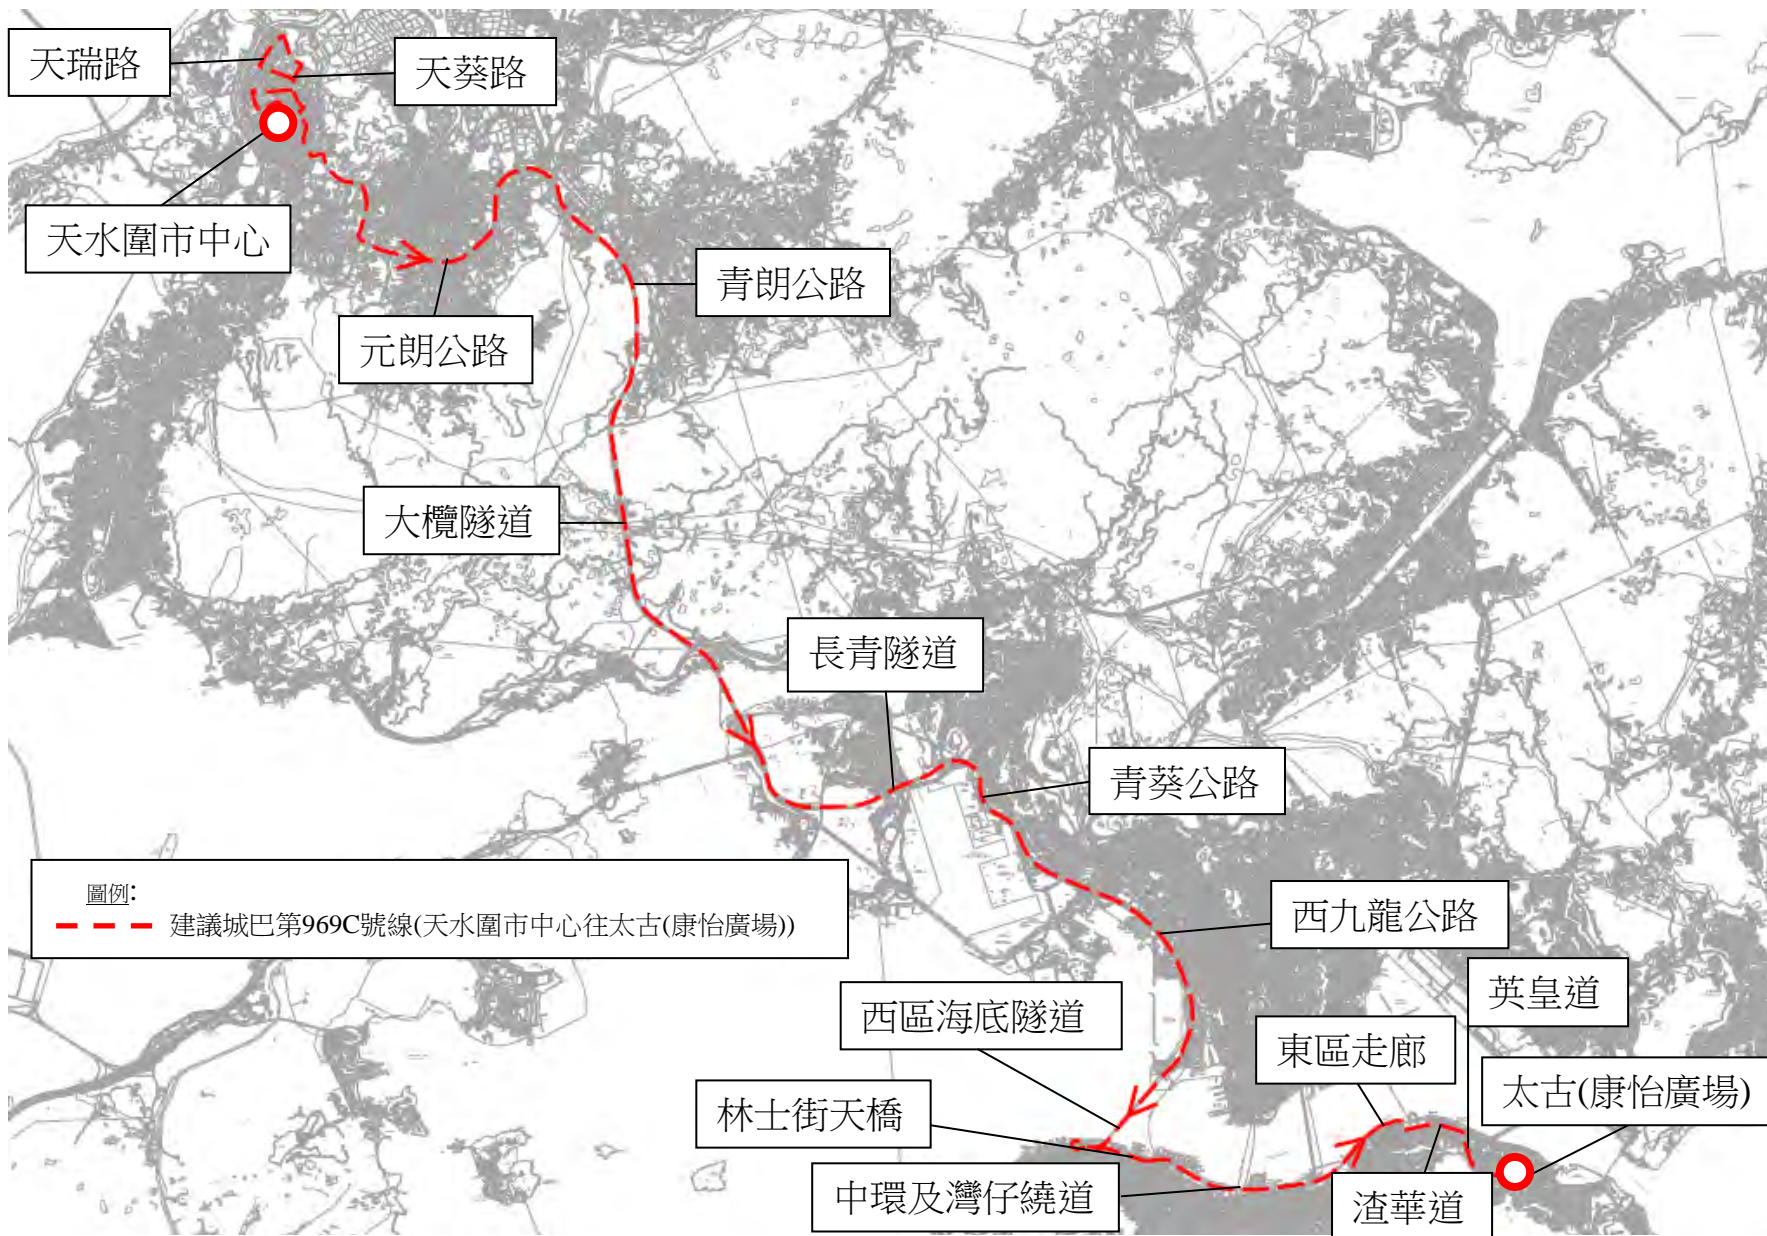 天瑞路
天葵路
天水圍市中心
青朗公路
元朗公路
大欖隧道
長青隧道
青葵公路
圖例:
建議城巴第969C號線(天水圍市中心往太古(康怡廣場))
西九龍公路
英皇道
西區海底隧道
東區走廊
太古(康怡廣場)
林士街天橋
中環及灣仔繞道
渣華道